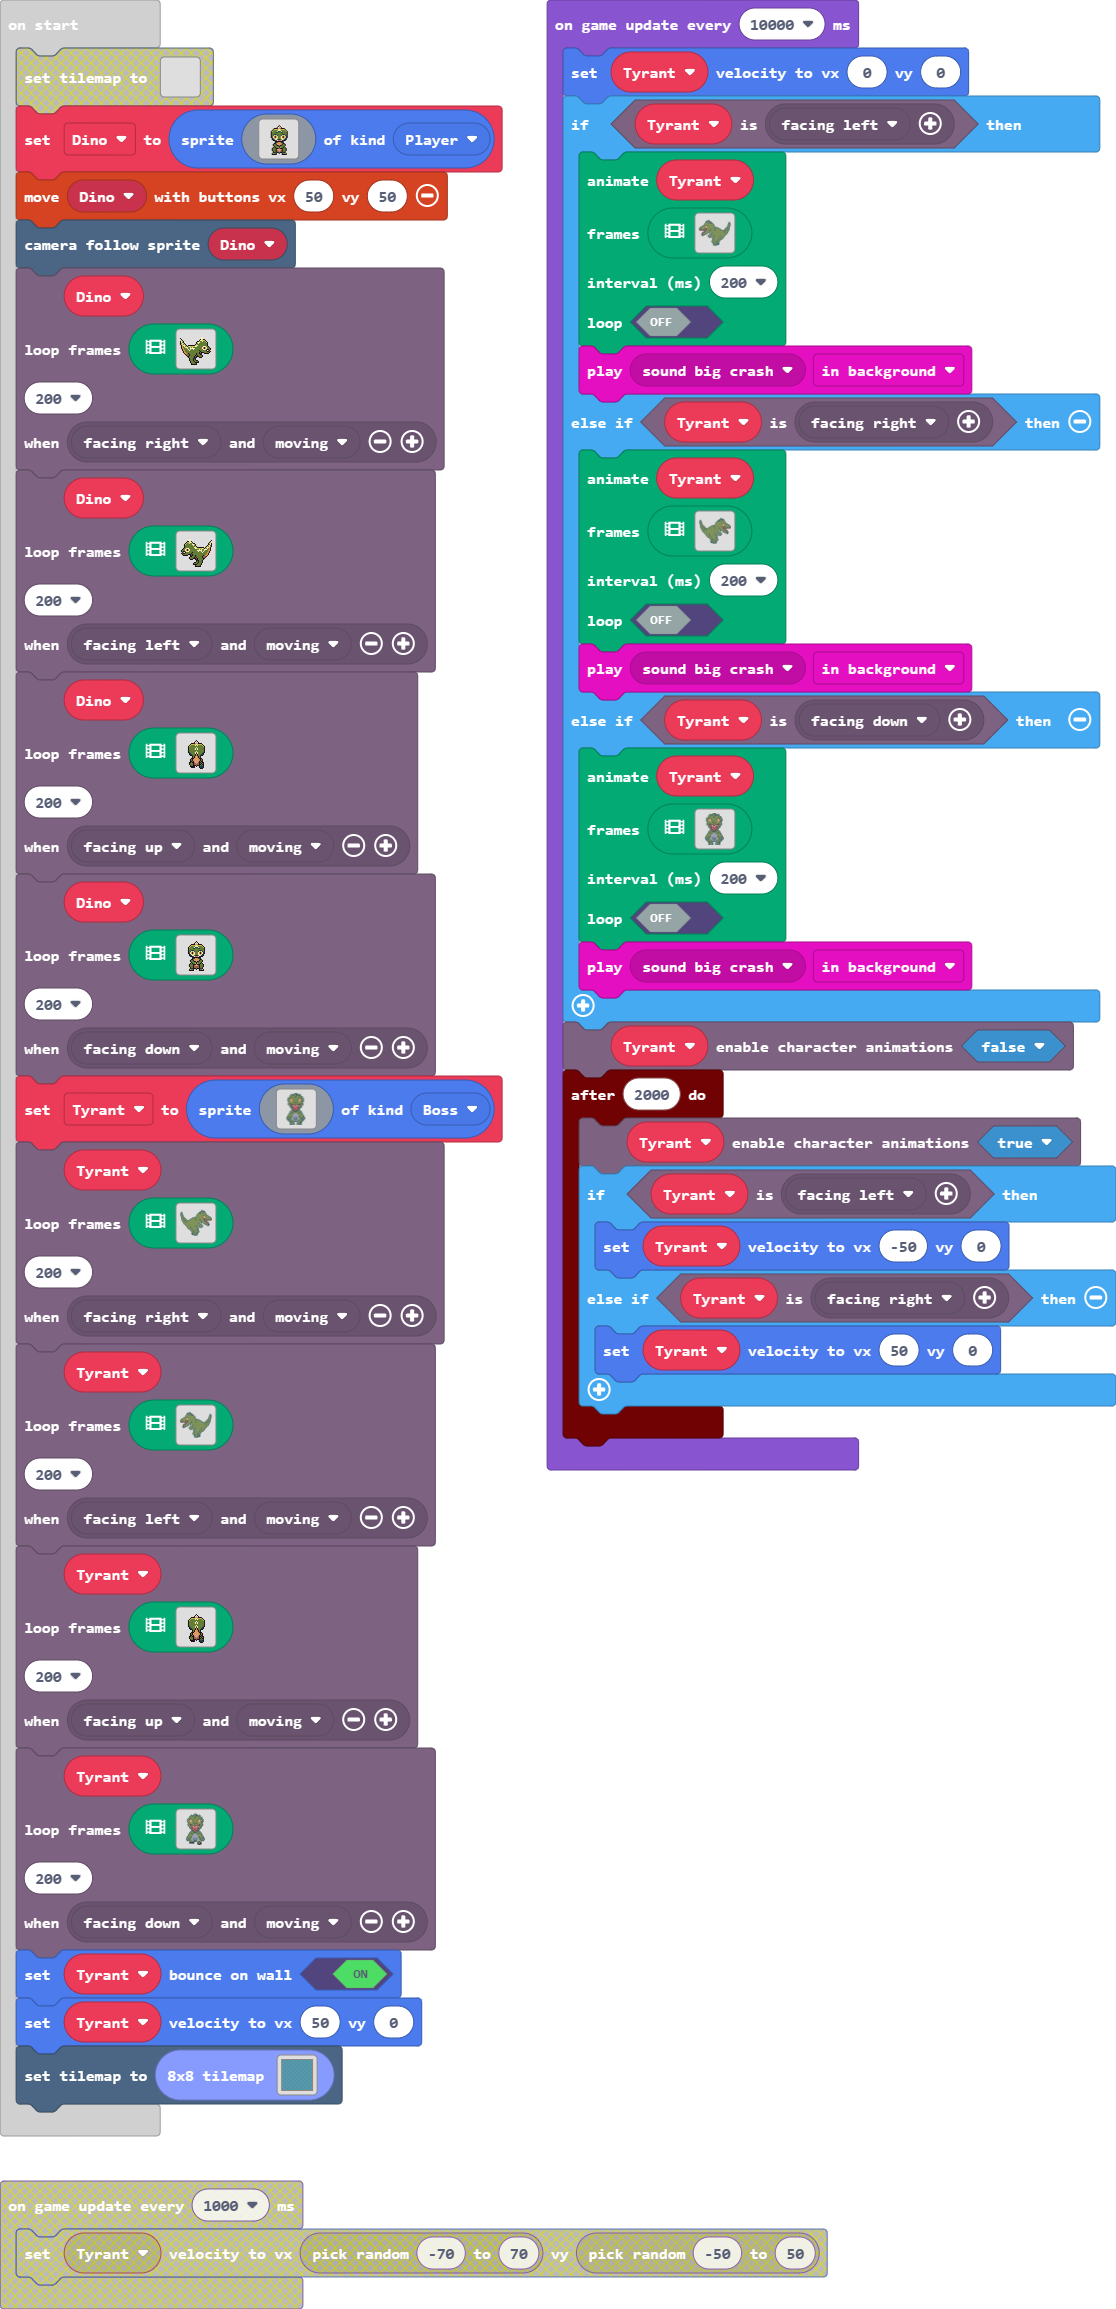 on start
set tilemap to
set Dino to sprite of kind Player
move Dino with buttons vx 50 vy 50
camera follow sprite Dino
Dino
loop frames
200
when facing right and moving
Dino
loop frames
200
when facing left and moving
Dino
loop frames
200
when facing up and moving
Dino
loop frames
200
when facing down and moving
set Tyrant to sprite of kind Boss
Tyrant
loop frames
200
when facing right and moving
Tyrant
loop frames
200
when facing left and moving
Tyrant
loop frames
200
when facing up and moving
Tyrant
loop frames
200
when facing down and moving
set Tyrant bounce on wall ON
set Tyrant velocity to vx 50 vy 0
set tilemap to 8x8 tilemap
on game update every 10000 ms
set Tyrant velocity to vx 0 vy 0
if Tyrant is facing left then
animate Tyrant
frames
interval (ms) 200
loop OFF
play sound big crash in background
else if Tyrant is facing right then
animate Tyrant
frames
interval (ms) 200
loop OFF
play sound big crash in background
else if Tyrant is facing down then
animate Tyrant
frames
interval (ms) 200
loop OFF
play sound big crash in background
Tyrant enable character animations false
after 2000 do
Tyrant enable character animations true
if Tyrant is facing left then
set Tyrant velocity to vx -50 vy 0
else if Tyrant is facing right then
set Tyrant velocity to vx 50 vy 0
on game update every 1000 ms
set Tyrant velocity to vx pick random -70 to 70 vy pick random -50 to 50